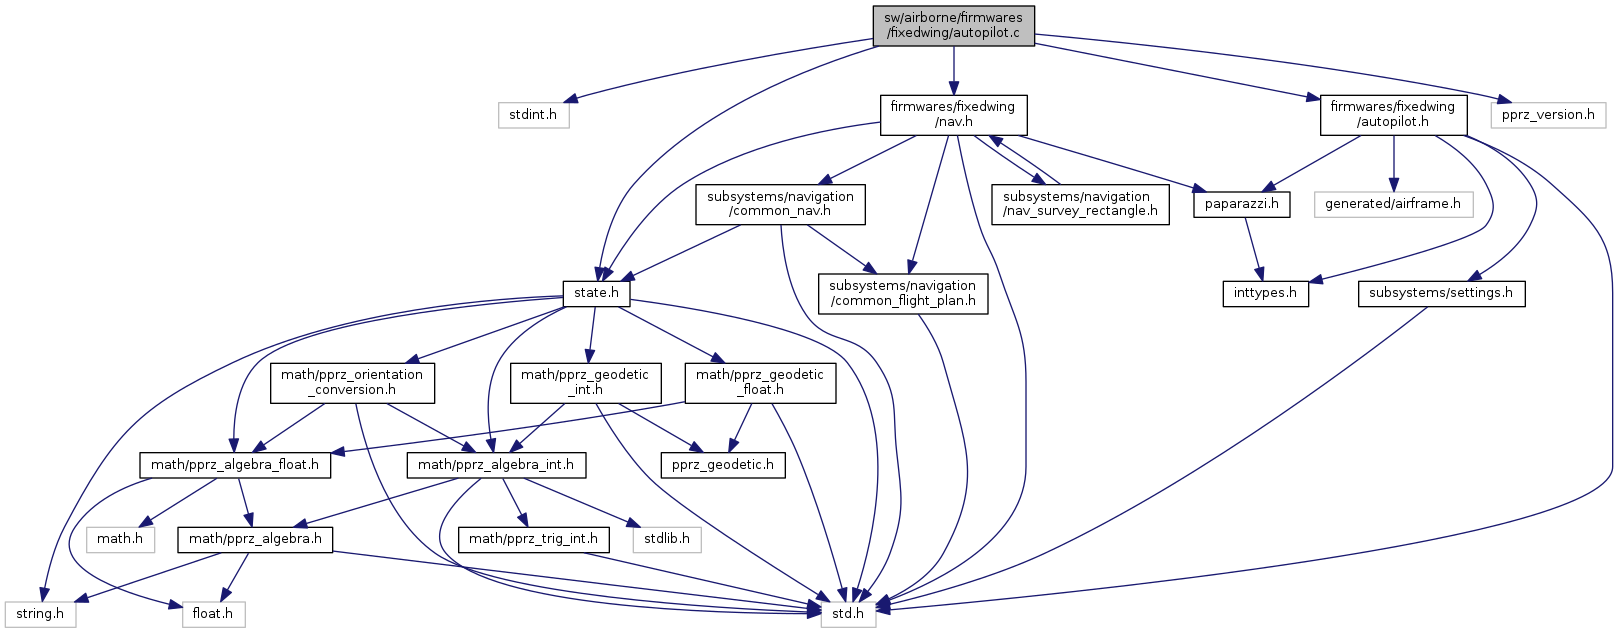 sw/airborne/firmwares
/fixedwing/autopilot.c
stdint.h
firmwares/fixedwing
/nav.h
firmwares/fixedwing
/autopilot.h
pprz_version.h
subsystems/navigation
/common_nav.h
subsystems/navigation
/nav_survey_rectangle.h
paparazzi.h
generated/airframe.h
state.h
subsystems/navigation
/common_flight_plan.h
inttypes.h
subsystems/settings.h
math/pprz_orientation
_conversion.h
math/pprz_geodetic
_int.h
math/pprz_geodetic
_float.h
math/pprz_algebra_float.h
math/pprz_algebra_int.h
pprz_geodetic.h
math.h
math/pprz_algebra.h
math/pprz_trig_int.h
stdlib.h
string.h
float.h
std.h